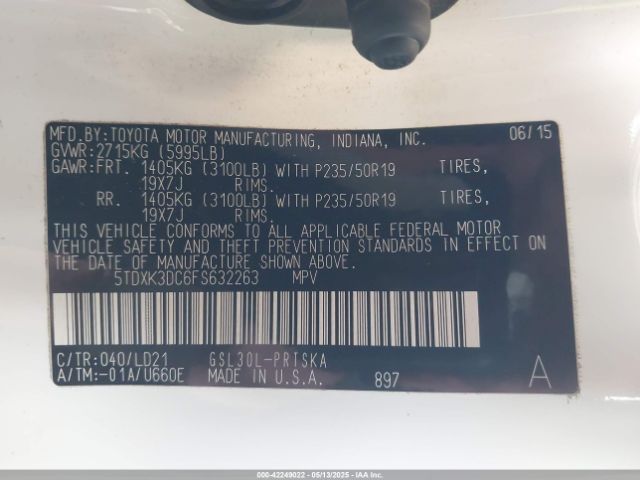 MFD.BY:TOYOTA MOTOR MANUFACTURING, INDIANA, INC. 06/15
GVWR:2715KG (5995LB)
GAWR:FRT. 1405KG (3100LB) WITH P235/50R19 TIRES,
19X7J RIMS.
RR. 1405KG (3100LB) WITH P235/50R19 TIRES,
19X7J RIMS.
THIS VEHICLE CONFORMS TO ALL APPLICABLE FEDERAL MOTOR
VEHICLE SAFETY AND THEFT PREVENTION STANDARDS IN EFFECT ON
THE DATE OF MANUFACTURE SHOWN ABOVE.
5TDXK3DC6FS632263 MPV
C/TR:040/LD21 GSL30L-PRTSKA
A/TM:-01A/U660E MADE IN U.S.A. 897 A
000-42249022 - 05/13/2025 - IAAI.COM